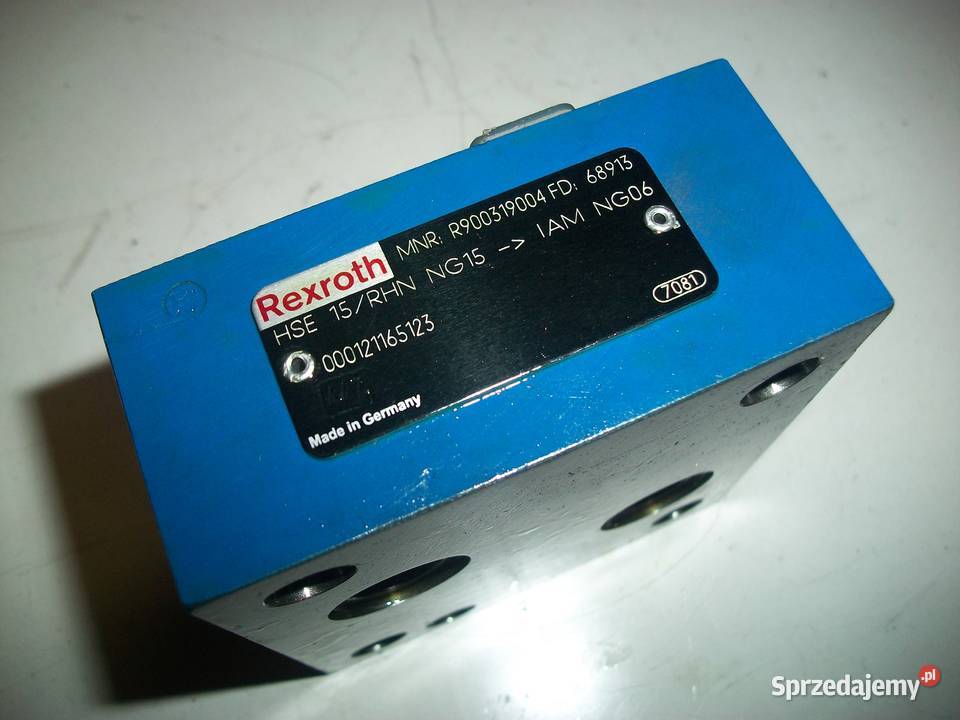 Rexroth MNR: R900319004 FD: 68913
HSE 15/RHN NG15 -> IAM NG06
000121165123
7081
Made in Germany
Sprzedajemy.pl